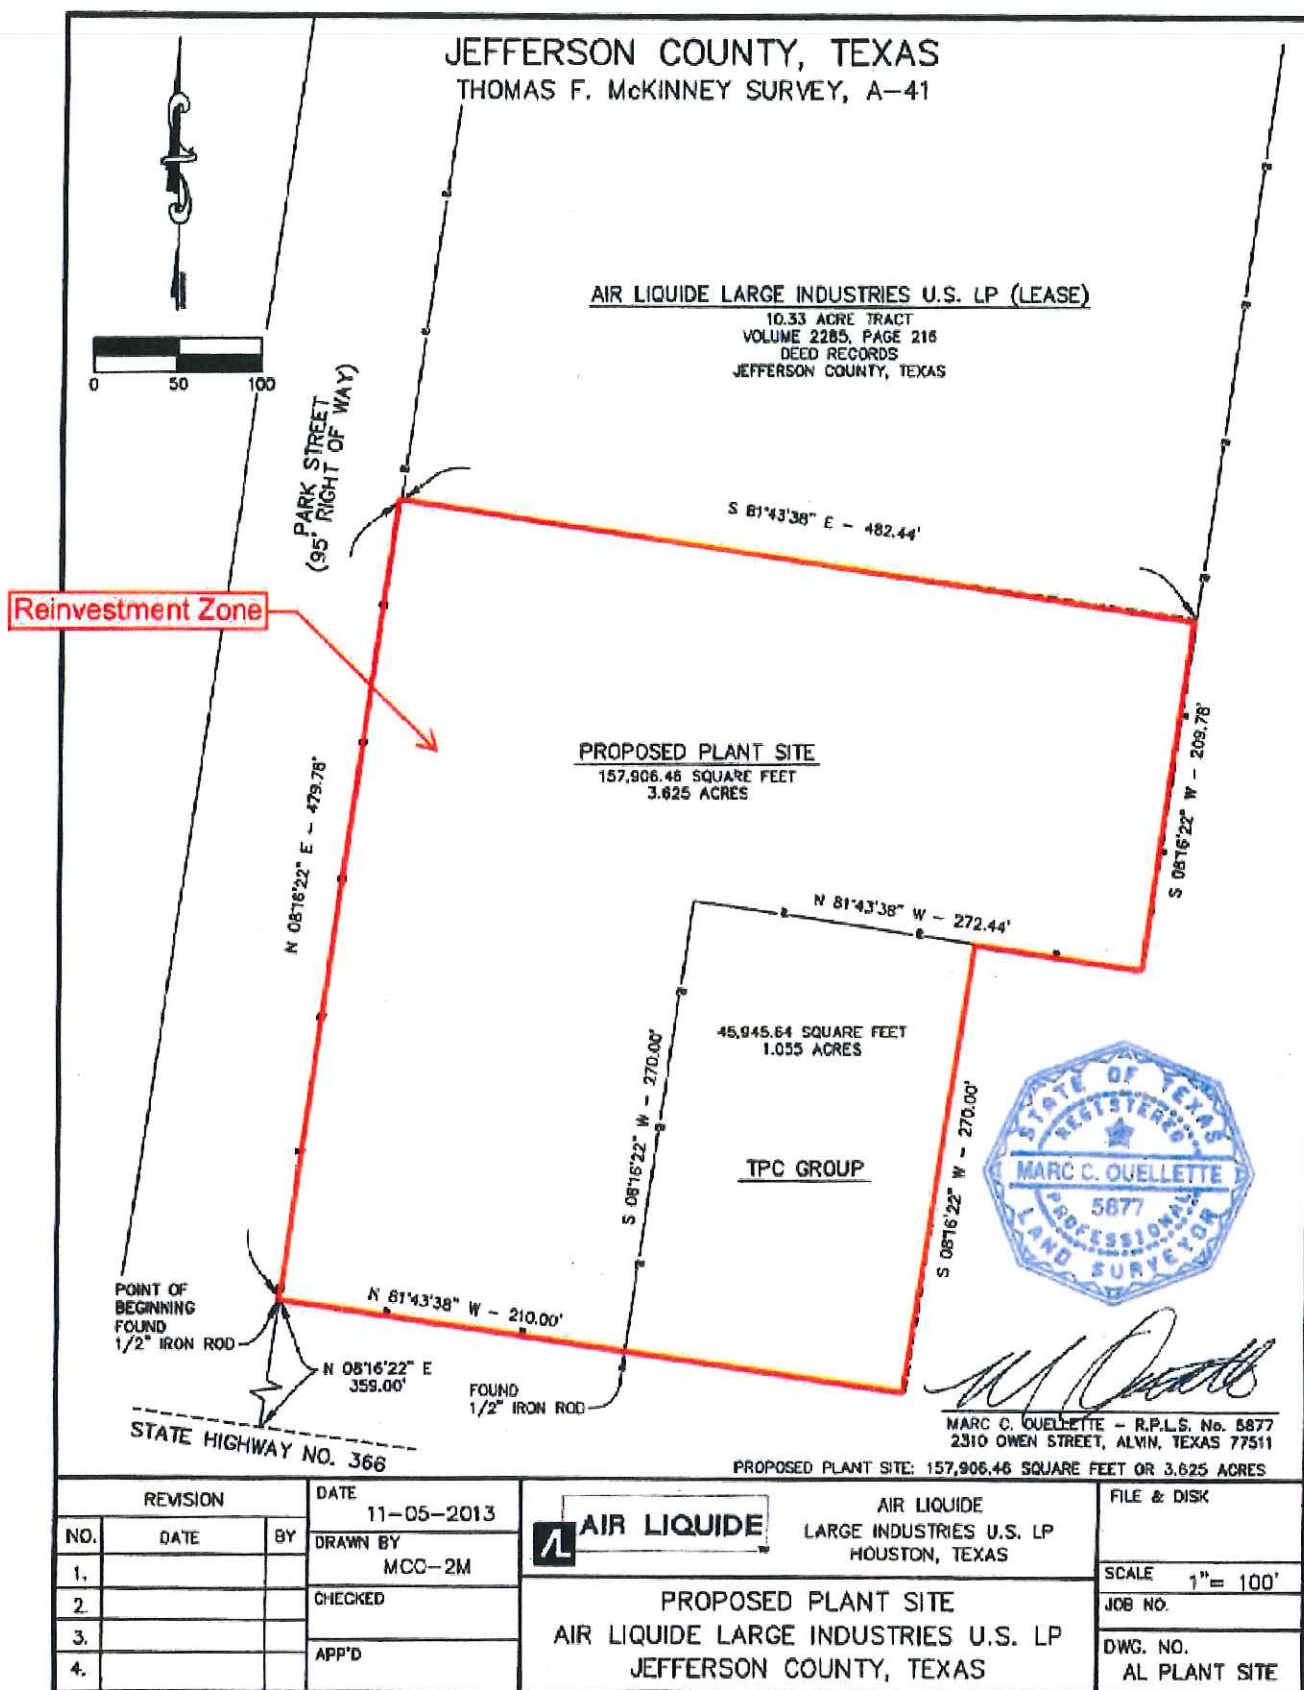 JEFFERSON COUNTY, TEXAS
THOMAS F. McKINNEY SURVEY, A-41
0 50 100
AIR LIQUIDE LARGE INDUSTRIES U.S. LP (LEASE)
10.33 ACRE TRACT
VOLUME 2285, PAGE 216
DEED RECORDS
JEFFERSON COUNTY, TEXAS
PARK STREET
(95' RIGHT OF WAY)
S 81°43'38" E - 482.44'
Reinvestment Zone
PROPOSED PLANT SITE
157,906.46 SQUARE FEET
3.625 ACRES
S 08°16'22" W - 209.78'
N 08°16'22" E - 479.78'
N 81°43'38" W - 272.44'
45,945.64 SQUARE FEET
1.055 ACRES
S 08°16'22" W - 270.00'
TPC GROUP
S 08°16'22" W - 270.00'
STATE OF TEXAS
REGISTERED
MARC C. OUELLETTE
5877
PROFESSIONAL
LAND SURVEYOR
POINT OF
BEGINNING
FOUND
1/2" IRON ROD
N 81°43'38" W - 210.00'
N 08°16'22" E
359.00'
FOUND
1/2" IRON ROD
STATE HIGHWAY NO. 366
MARC C. OUELLETTE - R.P.L.S. No. 5877
2310 OWEN STREET, ALVIN, TEXAS 77511
PROPOSED PLANT SITE: 157,906.46 SQUARE FEET OR 3.625 ACRES
REVISION
NO. DATE BY
1.
2.
3.
4.
DATE
11-05-2013
DRAWN BY
MCC-2M
CHECKED
APP'D
AIR LIQUIDE
AIR LIQUIDE
LARGE INDUSTRIES U.S. LP
HOUSTON, TEXAS
PROPOSED PLANT SITE
AIR LIQUIDE LARGE INDUSTRIES U.S. LP
JEFFERSON COUNTY, TEXAS
FILE & DISK
SCALE 1"= 100'
JOB NO.
DWG. NO.
AL PLANT SITE